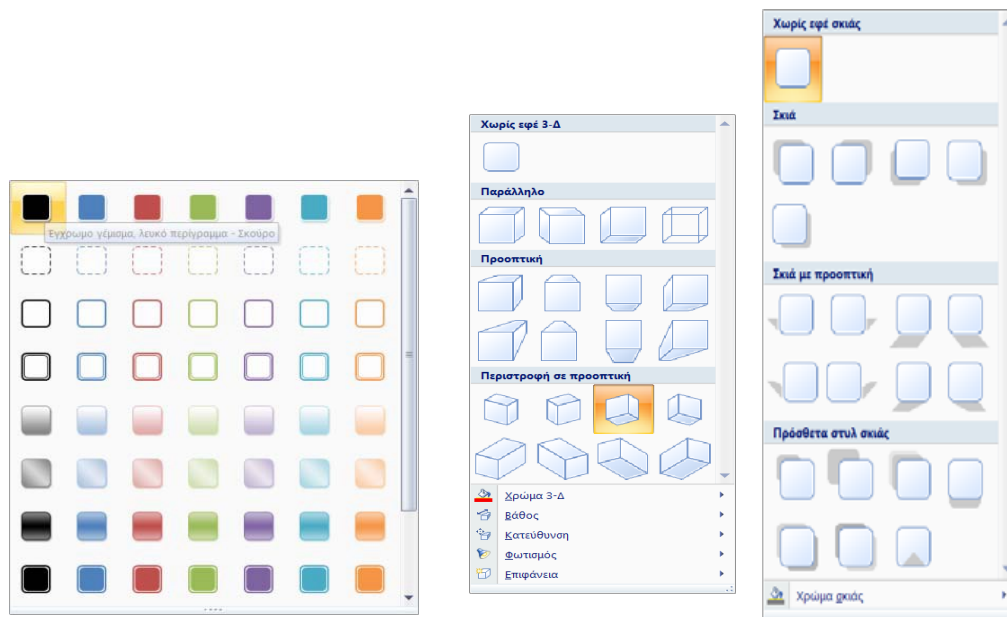 Έγχρωμο γέμισμα, λευκό περίγραμμα - Σκούρο
Χωρίς εφέ 3-Δ
Παράλληλο
Προοπτική
Περιστροφή σε προοπτική
Χρώμα 3-Δ
Βάθος
Κατεύθυνση
Φωτισμός
Επιφάνεια
Χωρίς εφέ σκιάς
Σκιά
Σκιά με προοπτική
Πρόσθετα στυλ σκιάς
Χρώμα σκιάς